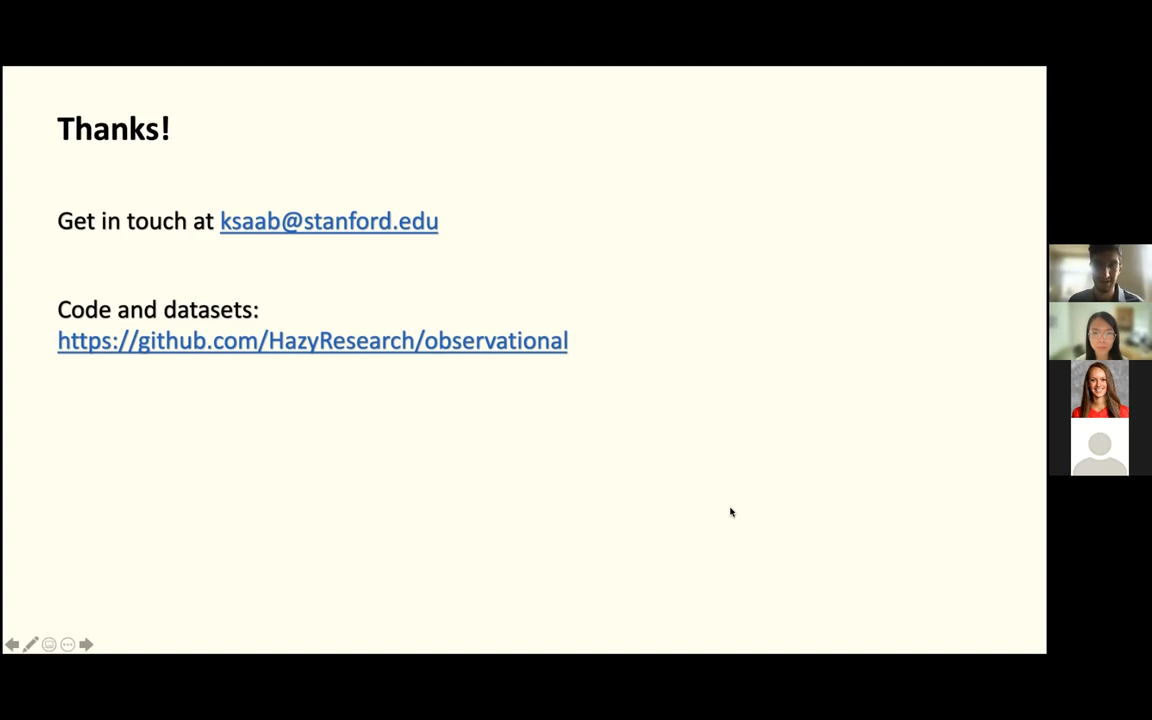 Thanks!
Get in touch at ksaab@stanford.edu
Code and datasets:
https://github.com/HazyResearch/observational